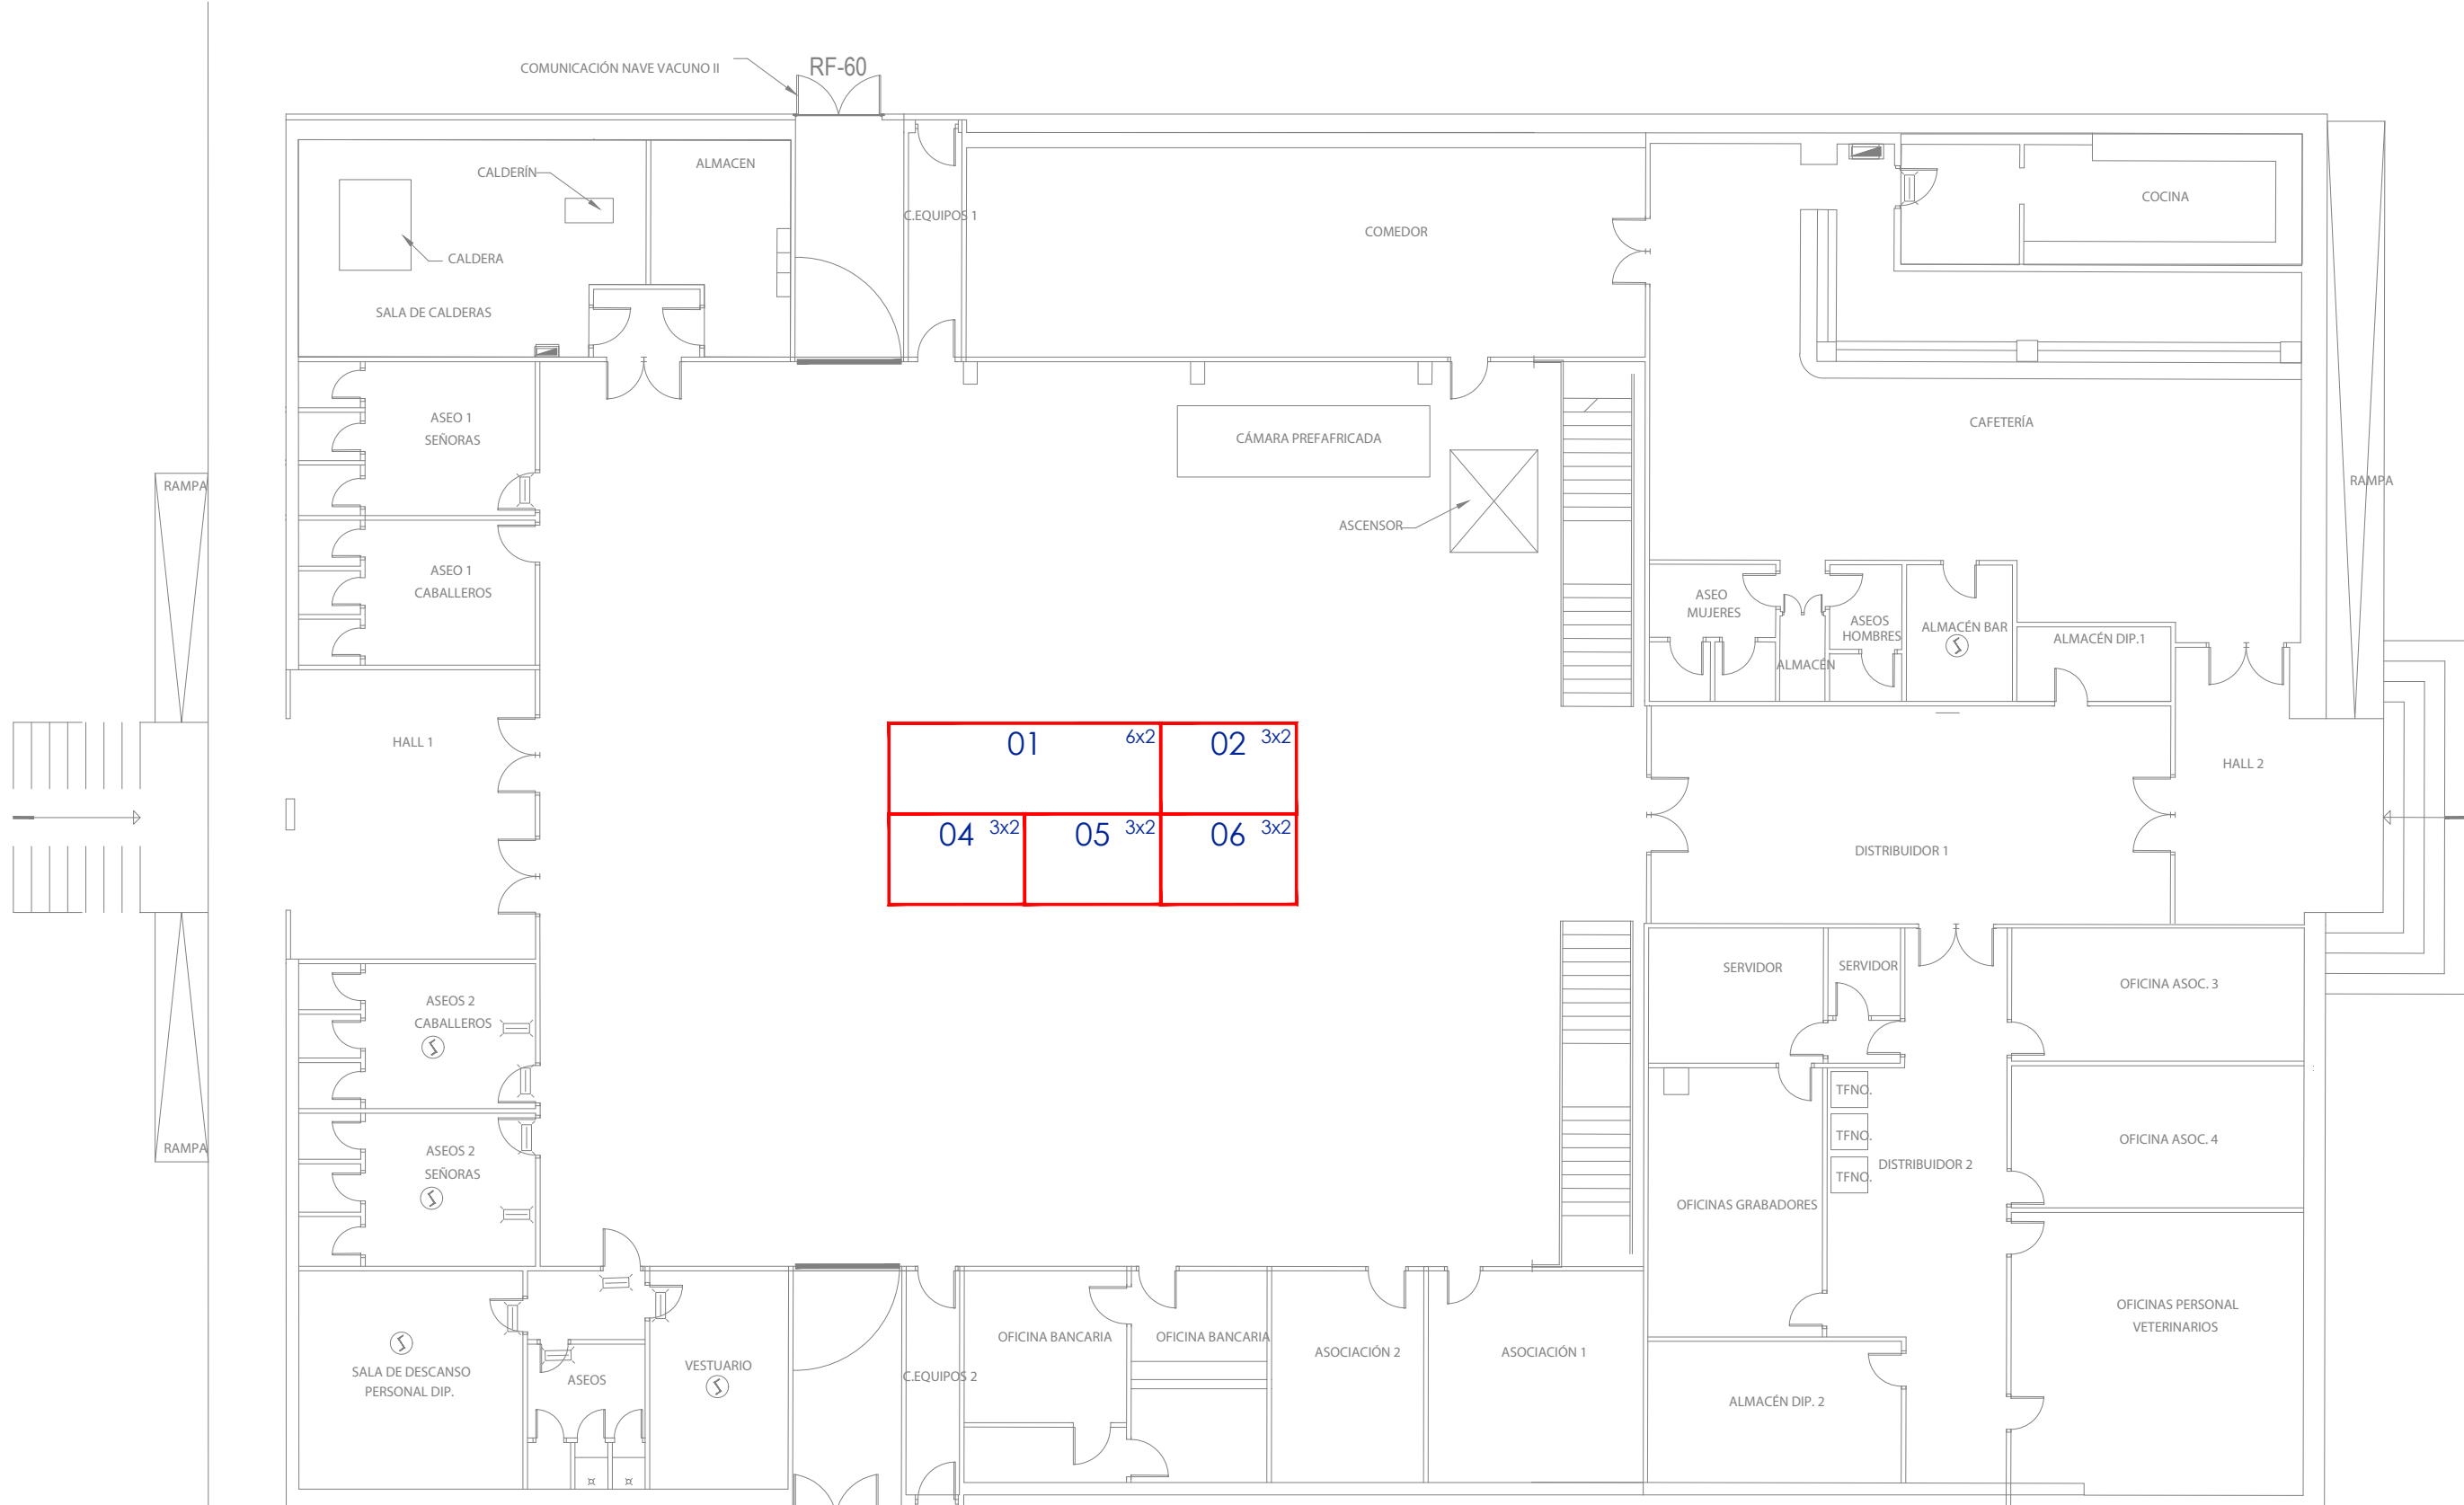 COMUNICACIÓN NAVE VACUNO II
RF-60
CALDERÍN
ALMACEN
CALDERA
SALA DE CALDERAS
C.EQUIPOS 1
COMEDOR
COCINA
CAFETERÍA
RAMPA
ASEO 1
SEÑORAS
RAMPA
CÁMARA PREFAFRICADA
ASCENSOR
ASEO 1
CABALLEROS
ASEO
MUJERES
ALMACÉN
ASEOS
HOMBRES
ALMACÉN BAR
ALMACÉN DIP.1
HALL 1
01 6x2
02 3x2
04 3x2
05 3x2
06 3x2
HALL 2
DISTRIBUIDOR 1
ASEOS 2
CABALLEROS
SERVIDOR
SERVIDOR
OFICINA ASOC. 3
RAMPA
ASEOS 2
SEÑORAS
TFNO.
TFNO.
TFNO.
DISTRIBUIDOR 2
OFICINA ASOC. 4
OFICINAS GRABADORES
OFICINAS PERSONAL
VETERINARIOS
SALA DE DESCANSO
PERSONAL DIP.
ASEOS
VESTUARIO
C.EQUIPOS 2
OFICINA BANCARIA
OFICINA BANCARIA
ASOCIACIÓN 2
ASOCIACIÓN 1
ALMACÉN DIP. 2